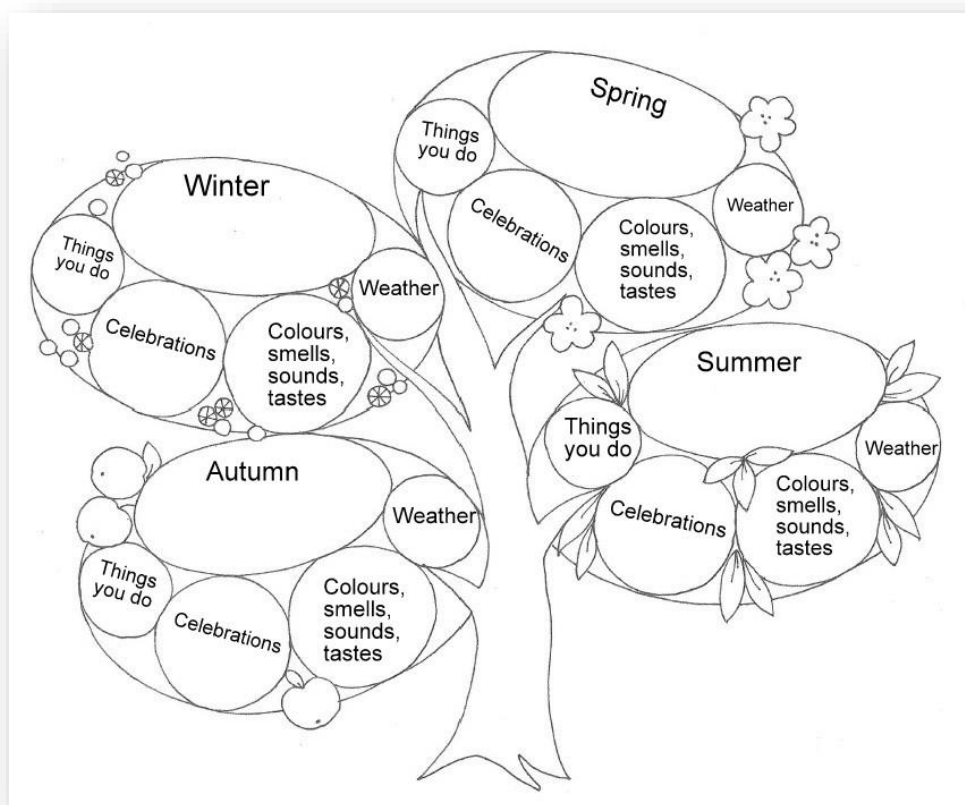 Spring
Things
you do
Celebrations
Colours,
smells,
sounds,
tastes
Weather
Winter
Things
you do
Celebrations
Colours,
smells,
sounds,
tastes
Weather
Summer
Things
you do
Celebrations
Colours,
smells,
sounds,
tastes
Weather
Autumn
Things
you do
Celebrations
Colours,
smells,
sounds,
tastes
Weather